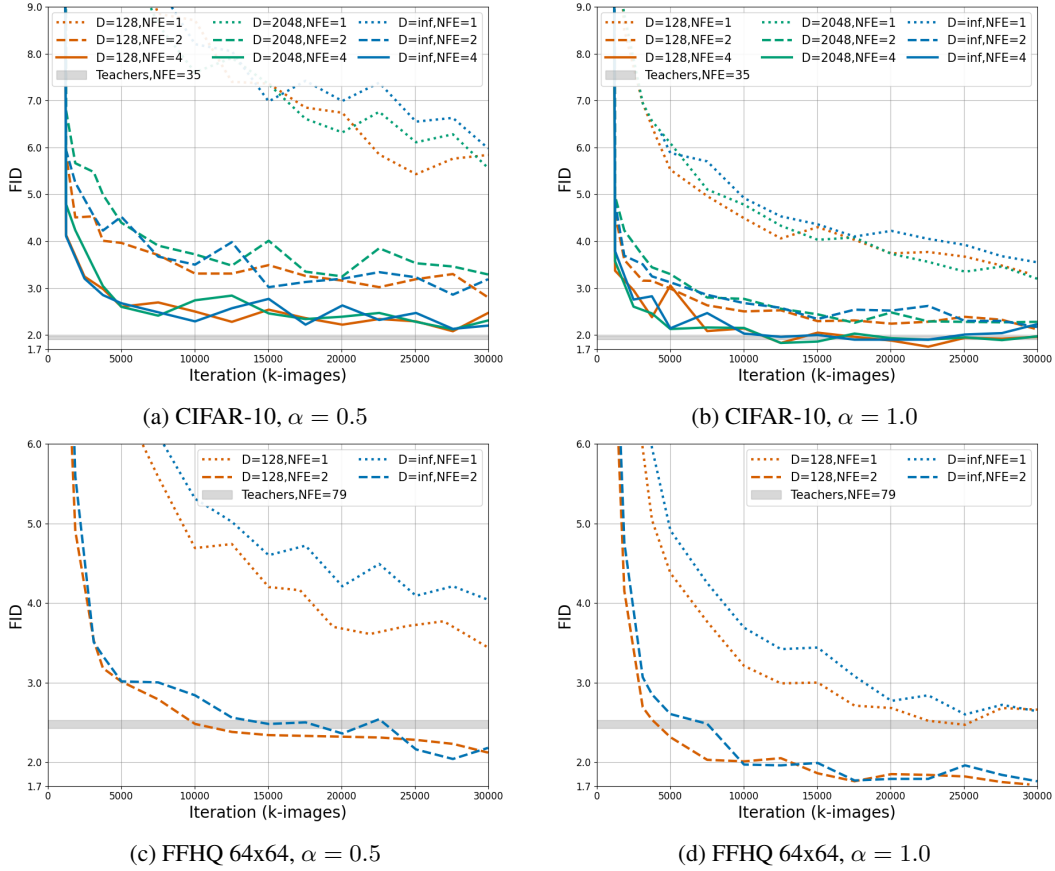 D=128,NFE=1 D=2048,NFE=1 D=inf,NFE=1
D=128,NFE=2 D=2048,NFE=2 D=inf,NFE=2
D=128,NFE=4 D=2048,NFE=4 D=inf,NFE=4
Teachers,NFE=35
FID
9.0
8.0
7.0
6.0
5.0
4.0
3.0
2.0
1.7
0 5000 10000 15000 20000 25000 30000
Iteration (k-images)
(a) CIFAR-10, α = 0.5
D=128,NFE=1 D=2048,NFE=1 D=inf,NFE=1
D=128,NFE=2 D=2048,NFE=2 D=inf,NFE=2
D=128,NFE=4 D=2048,NFE=4 D=inf,NFE=4
Teachers,NFE=35
FID
9.0
8.0
7.0
6.0
5.0
4.0
3.0
2.0
1.7
0 5000 10000 15000 20000 25000 30000
Iteration (k-images)
(b) CIFAR-10, α = 1.0
D=128,NFE=1 D=inf,NFE=1
D=128,NFE=2 D=inf,NFE=2
Teachers,NFE=79
FID
6.0
5.0
4.0
3.0
2.0
1.7
0 5000 10000 15000 20000 25000 30000
Iteration (k-images)
(c) FFHQ 64x64, α = 0.5
D=128,NFE=1 D=inf,NFE=1
D=128,NFE=2 D=inf,NFE=2
Teachers,NFE=79
FID
6.0
5.0
4.0
3.0
2.0
1.7
0 5000 10000 15000 20000 25000 30000
Iteration (k-images)
(d) FFHQ 64x64, α = 1.0